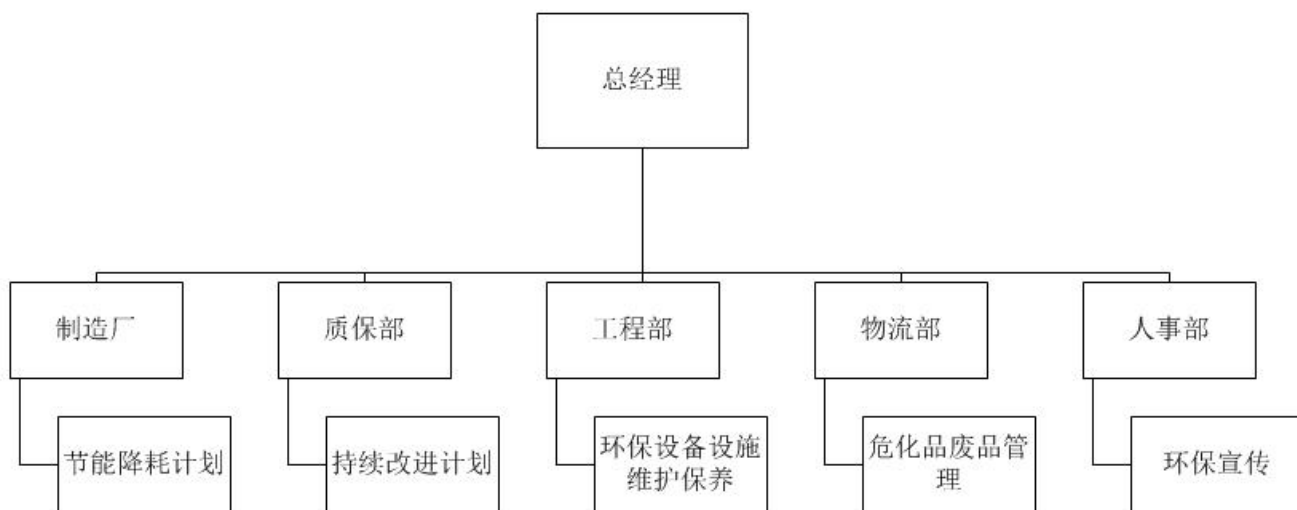 总经理
制造厂
质保部
工程部
物流部
人事部
节能降耗计划
持续改进计划
环保设备设施
维护保养
危化品废品管
理
环保宣传